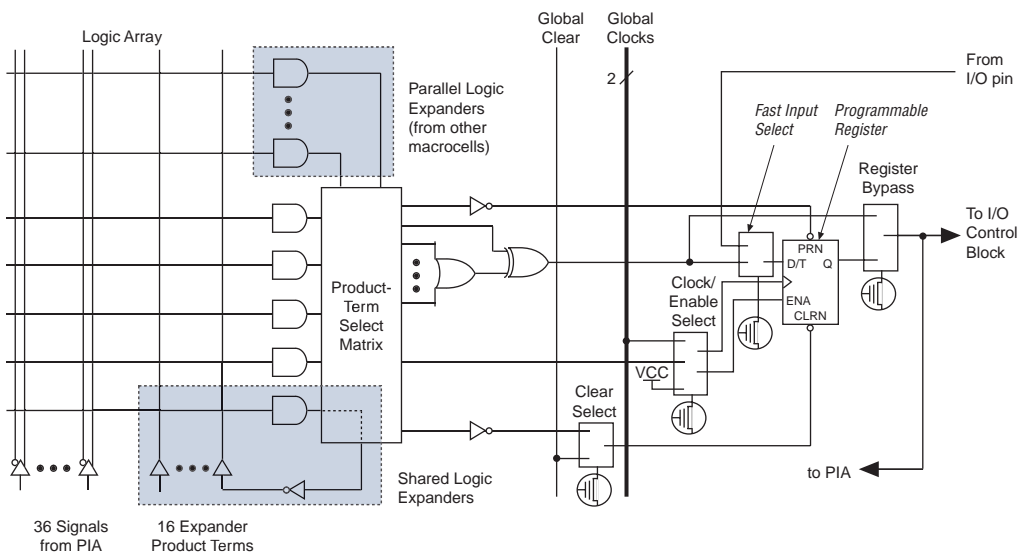 Logic Array
Global
Clear
Global
Clocks
2
Parallel Logic
Expanders
(from other
macrocells)
From
I/O pin
Fast Input
Select
Programmable
Register
Register
Bypass
To I/O
Control
Block
Product-
Term
Select
Matrix
PRN
D/T
Q
ENA
CLRN
Clock/
Enable
Select
VCC
Clear
Select
to PIA
Shared Logic
Expanders
36 Signals
from PIA
16 Expander
Product Terms